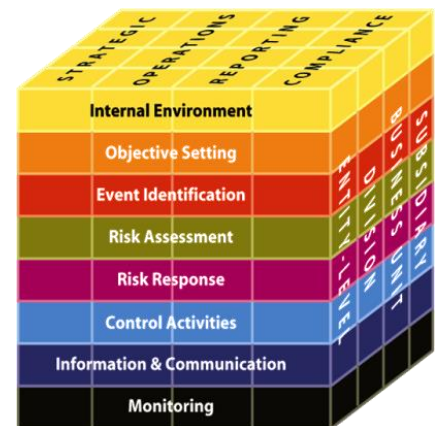 STRATEGIC
OPERATIONS
REPORTING
COMPLIANCE
Internal Environment
Objective Setting
Event Identification
Risk Assessment
Risk Response
Control Activities
Information & Communication
Monitoring
ENTITY-LEVEL
DIVISION
BUSINESS UNIT
SUBSIDIARY